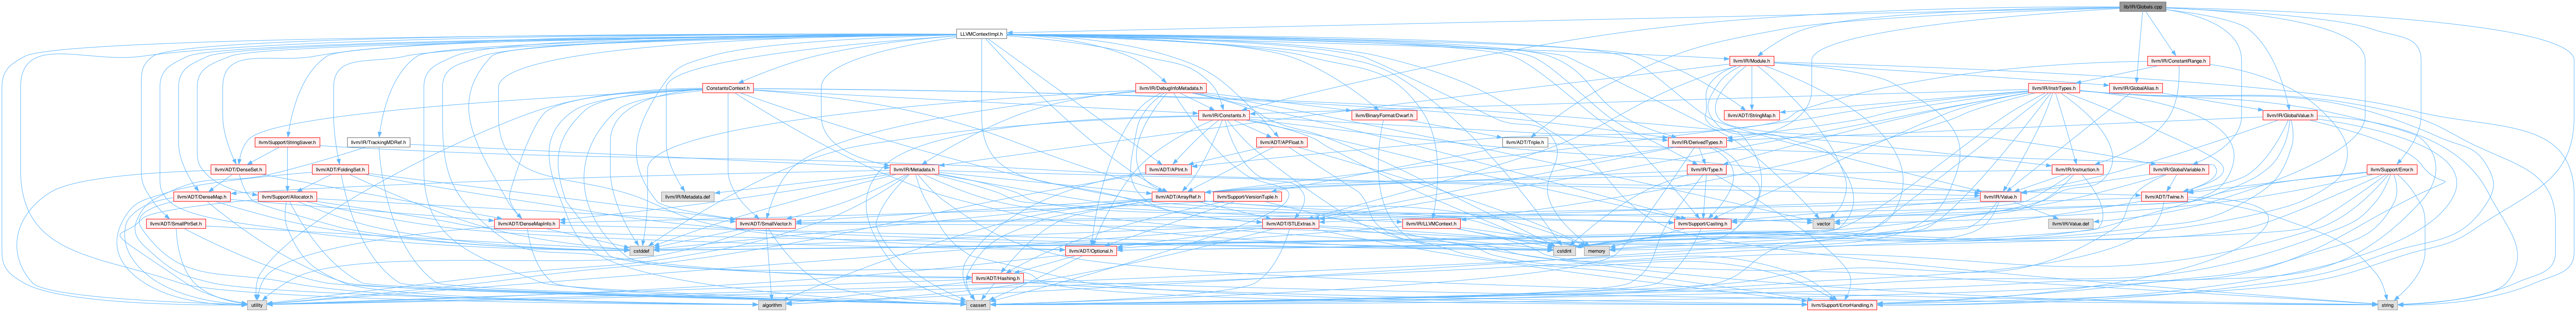 lib/IR/Globals.cpp
LLVMContextImpl.h
llvm/IR/Module.h
llvm/IR/ConstantRange.h
ConstantsContext.h
llvm/IR/DebugInfoMetadata.h
llvm/IR/InstrTypes.h
llvm/IR/GlobalAlias.h
llvm/IR/Constants.h
llvm/BinaryFormat/Dwarf.h
llvm/ADT/StringMap.h
llvm/IR/GlobalValue.h
llvm/Support/StringSaver.h
llvm/IR/TrackingMDRef.h
llvm/ADT/APFloat.h
llvm/ADT/Triple.h
llvm/IR/DerivedTypes.h
llvm/ADT/DenseSet.h
llvm/ADT/FoldingSet.h
llvm/IR/Metadata.h
llvm/ADT/APInt.h
llvm/IR/Type.h
llvm/IR/Instruction.h
llvm/IR/GlobalVariable.h
llvm/Support/Error.h
llvm/ADT/DenseMap.h
llvm/Support/Allocator.h
llvm/IR/Metadata.def
llvm/ADT/ArrayRef.h
llvm/Support/VersionTuple.h
llvm/IR/Value.h
llvm/ADT/Twine.h
llvm/ADT/SmallPtrSet.h
llvm/ADT/DenseMapInfo.h
llvm/ADT/SmallVector.h
llvm/ADT/STLExtras.h
llvm/IR/LLVMContext.h
llvm/Support/Casting.h
vector
llvm/IR/Value.def
cstddef
llvm/ADT/Optional.h
cstdint
memory
llvm/ADT/Hashing.h
utility
algorithm
cassert
llvm/Support/ErrorHandling.h
string